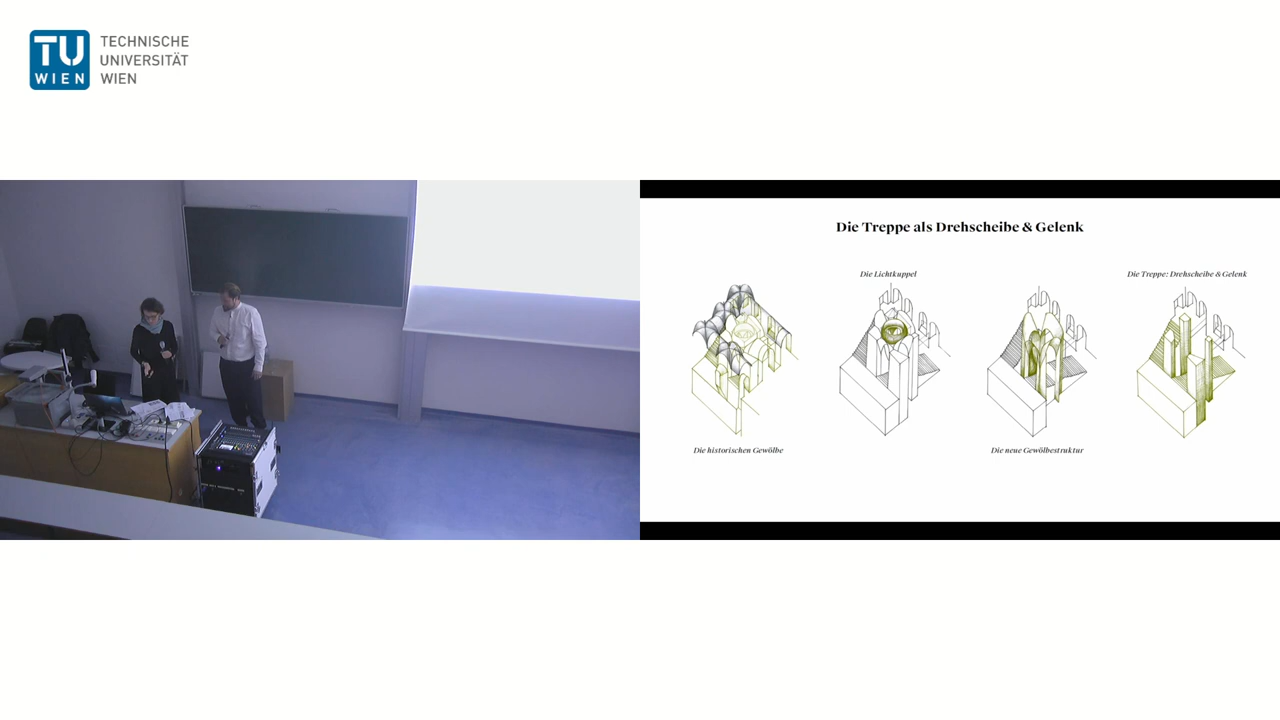 TU
WIEN
TECHNISCHE
UNIVERSITÄT
WIEN
Die Treppe als Drehscheibe & Gelenk
Die Lichtkuppel
Die Treppe: Drehscheibe & Gelenk
Die historischen Gewölbe
Die neue Gewölbestruktur